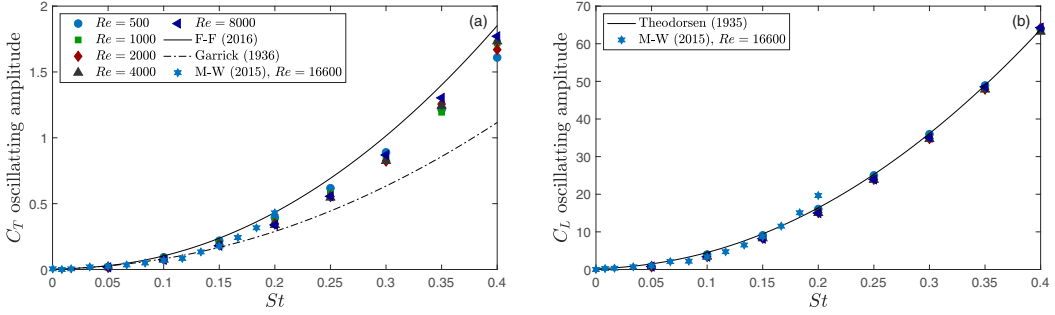 (a)
Re = 500
Re = 1000
Re = 2000
Re = 4000
Re = 8000
F-F (2016)
Garrick (1936)
M-W (2015), Re = 16600
C_T oscillatting amplitude
2
1.5
1
0.5
0
0 0.05 0.1 0.15 0.2 0.25 0.3 0.35 0.4
St
(b)
Theodorsen (1935)
M-W (2015), Re = 16600
C_L oscillatting amplitude
70
60
50
40
30
20
10
0
0 0.05 0.1 0.15 0.2 0.25 0.3 0.35 0.4
St